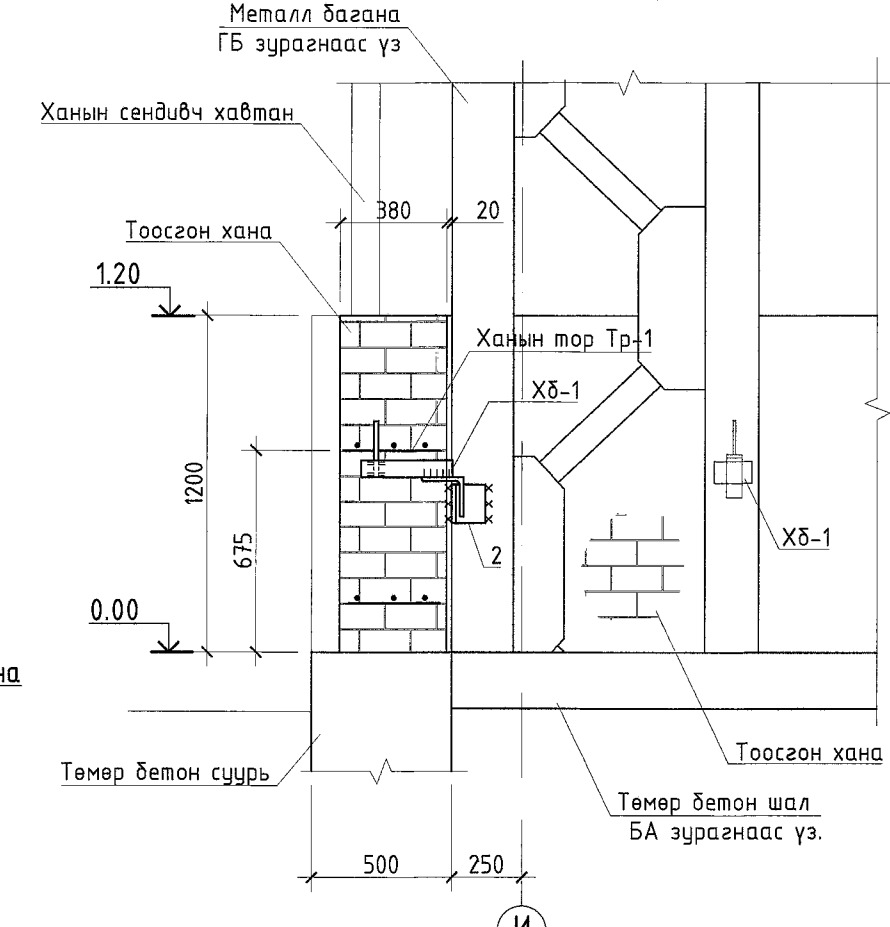 Металл багана
ГБ зурагнаас үз
Ханын сендивч хавтан
380
20
Тоосгон хана
1.20
Ханын тор Тр-1
Хб-1
1200
675
2
Хб-1
0.00
на
Тоосгон хана
Төмөр бетон суурь
Төмөр бетон шал
БА зурагнаас үз.
500
250